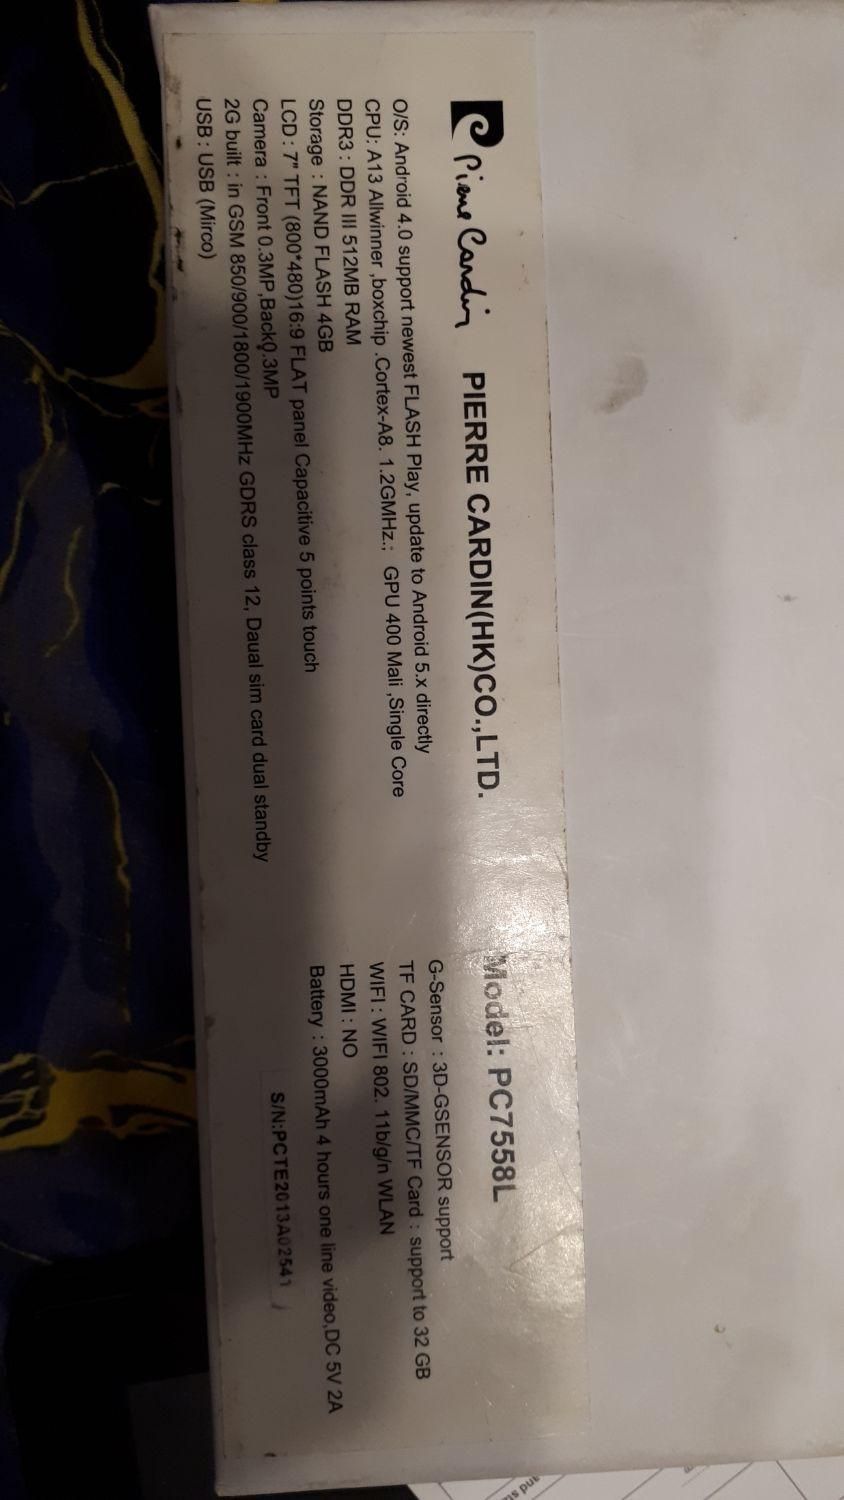 Pierre Cardin PIERRE CARDIN(HK)CO.,LTD. Model: PC7558L
O/S: Android 4.0 support newest FLASH Play, update to Android 5.x directly
CPU: A13 Allwinner ,boxchip .Cortex-A8. 1.2GMHz.; GPU 400 Mali ,Single Core
DDR3 : DDR III 512MB RAM
Storage : NAND FLASH 4GB
LCD : 7" TFT (800*480)16:9 FLAT panel Capacitive 5 points touch
Camera : Front 0.3MP,Back0.3MP
2G built : in GSM 850/900/1800/1900MHz GDRS class 12, Daual sim card dual standby
USB : USB (Mirco)
G-Sensor : 3D-GSENSOR support
TF CARD : SD/MMC/TF Card : support to 32 GB
WIFI : WIFI 802. 11b/g/n WLAN
HDMI : NO
Battery : 3000mAh 4 hours one line video,DC 5V 2A
S/N:PCTE2013A02541